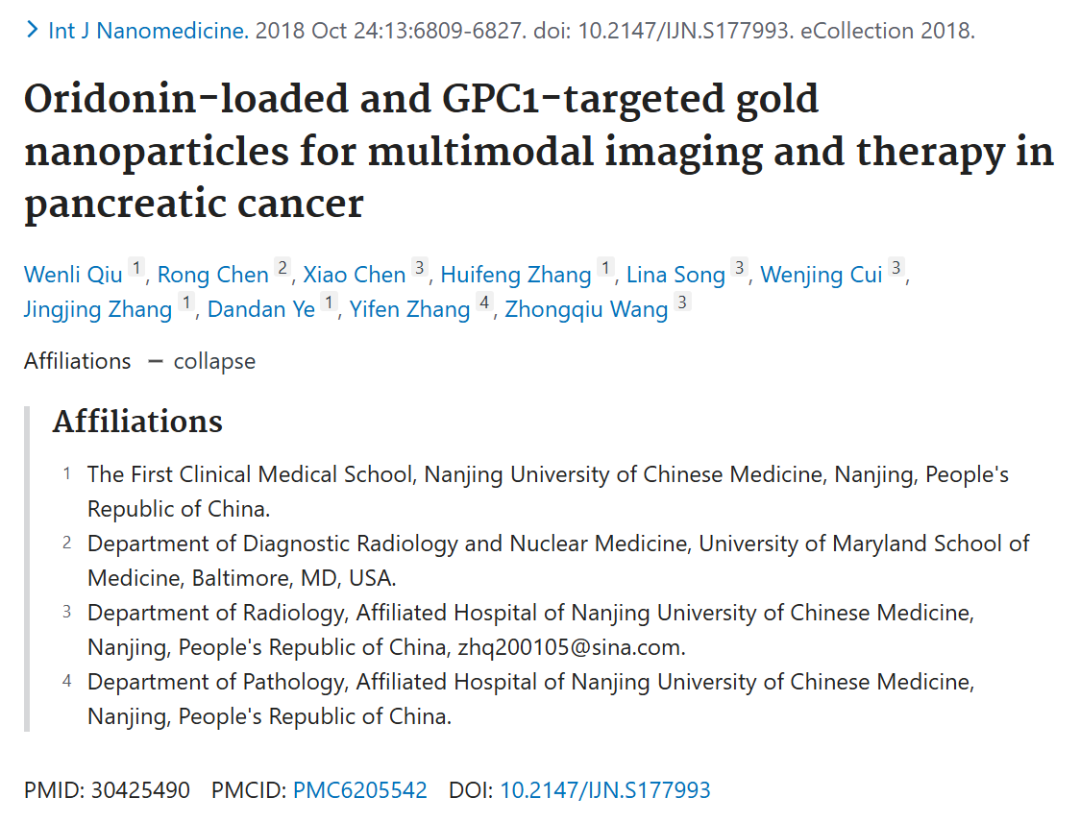 > Int J Nanomedicine. 2018 Oct 24:13:6809-6827. doi: 10.2147/IJN.S177993. eCollection 2018.
Oridonin-loaded and GPC1-targeted gold
nanoparticles for multimodal imaging and therapy in
pancreatic cancer
Wenli Qiu 1, Rong Chen 2, Xiao Chen 3, Huifeng Zhang 1, Lina Song 3, Wenjing Cui 3,
Jingjing Zhang 1, Dandan Ye 1, Yifen Zhang 4, Zhongqiu Wang 3
Affiliations — collapse
Affiliations
1 The First Clinical Medical School, Nanjing University of Chinese Medicine, Nanjing, People's
Republic of China.
2 Department of Diagnostic Radiology and Nuclear Medicine, University of Maryland School of
Medicine, Baltimore, MD, USA.
3 Department of Radiology, Affiliated Hospital of Nanjing University of Chinese Medicine,
Nanjing, People's Republic of China, zhq200105@sina.com.
4 Department of Pathology, Affiliated Hospital of Nanjing University of Chinese Medicine,
Nanjing, People's Republic of China.
PMID: 30425490 PMCID: PMC6205542 DOI: 10.2147/IJN.S177993